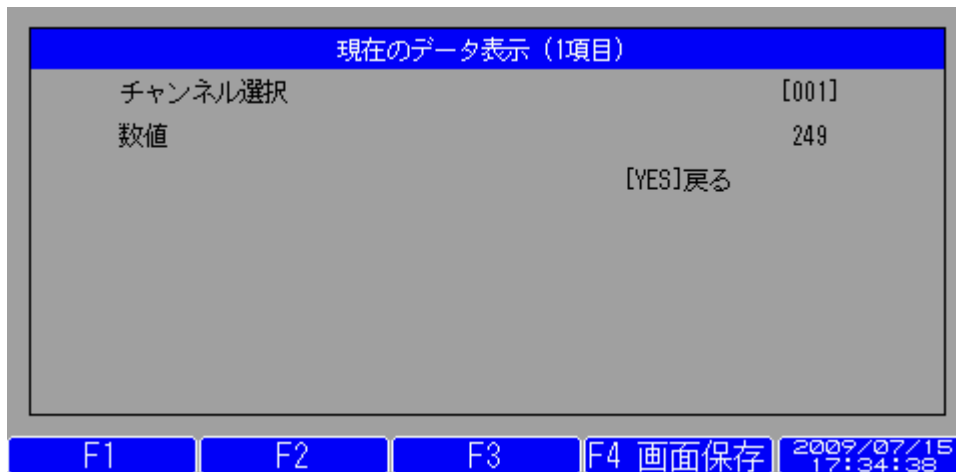 現在のデータ表示（1項目）
チャンネル選択 [001]
数値 249
[YES]戻る
F1 F2 F3 F4 画面保存 2009/07/15
17:34:38